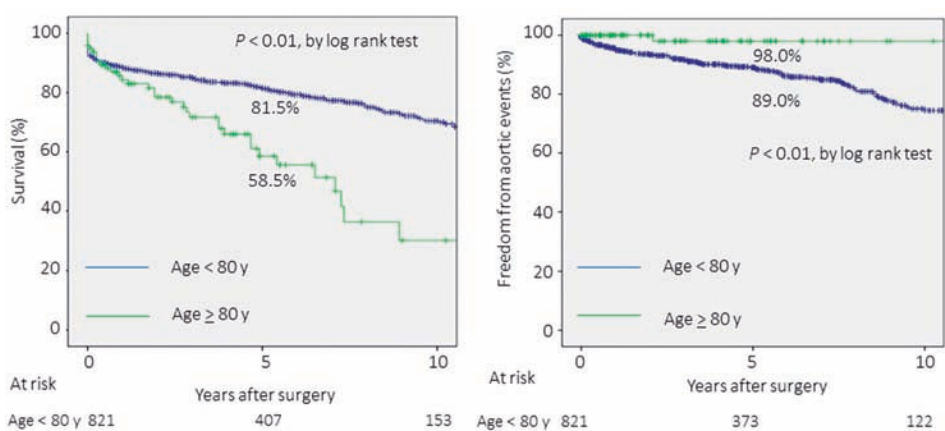 100
80
60
40
20
0
Survival (%)
P < 0.01, by log rank test
81.5%
58.5%
Age < 80 y
Age ≥ 80 y
0 5 10
Years after surgery
At risk
Age < 80 y 821 407 153
100
80
60
40
20
0
Freedom from aortic events (%)
98.0%
89.0%
P < 0.01, by log rank test
Age < 80 y
Age ≥ 80 y
0 5 10
Years after surgery
At risk
Age < 80 y 821 373 122